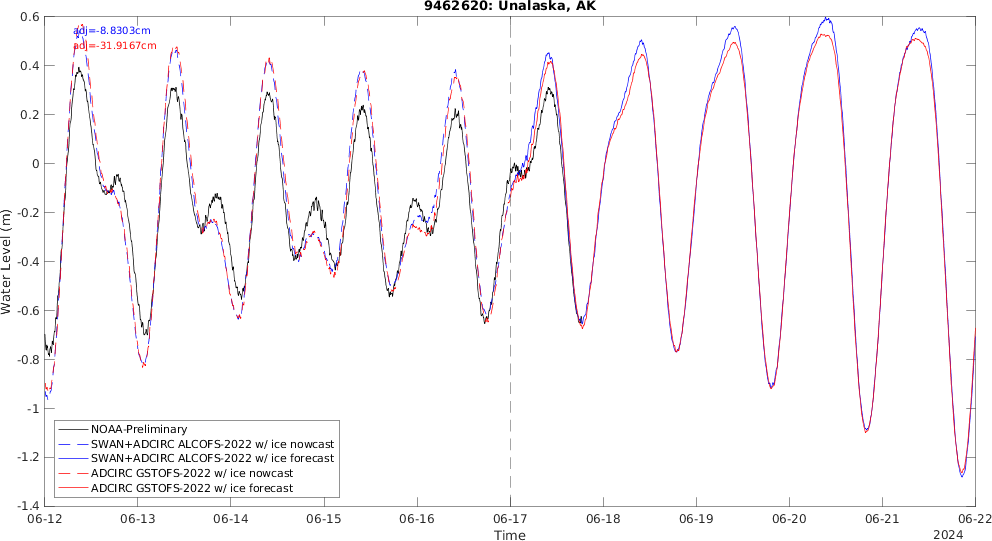 9462620: Unalaska, AK
adj=-8.8303cm
adj=-31.9167cm
Water Level (m)
0.6
0.4
0.2
0
-0.2
-0.4
-0.6
-0.8
-1
-1.2
-1.4
NOAA-Preliminary
SWAN+ADCIRC ALCOFS-2022 w/ ice nowcast
SWAN+ADCIRC ALCOFS-2022 w/ ice forecast
ADCIRC GSTOFS-2022 w/ ice nowcast
ADCIRC GSTOFS-2022 w/ ice forecast
06-12 06-13 06-14 06-15 06-16 06-17 06-18 06-19 06-20 06-21 06-22
Time
2024